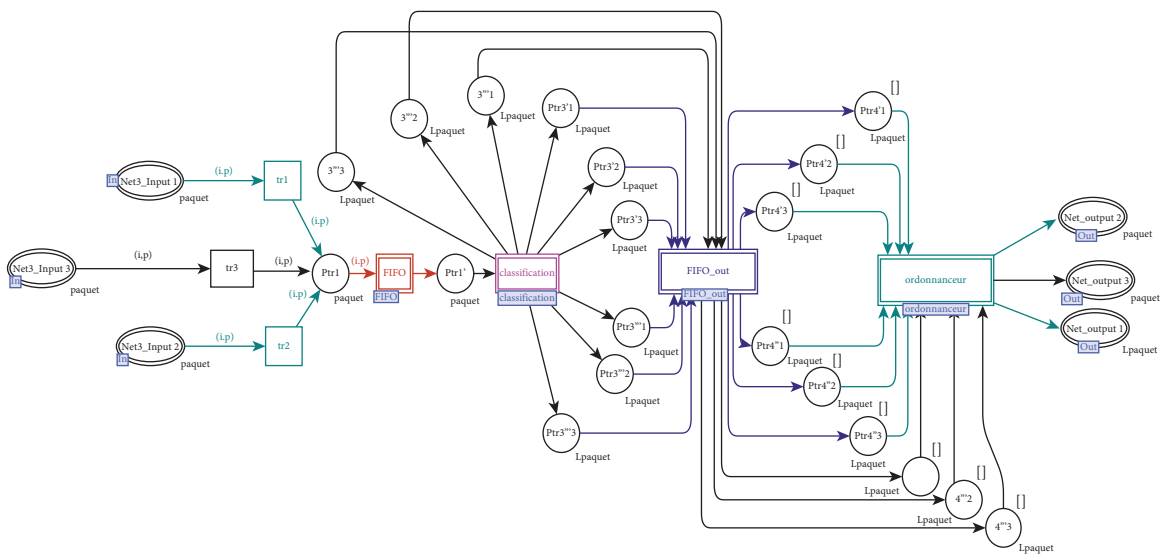 In
Net3_Input 1
paquet
(i.p)
tr1
(i.p)
Net3_Input 3
In
paquet
(i,p)
tr3
(i,p)
Ptr1
paquet
In
Net3_Input 2
paquet
(i.p)
tr2
(i.p)
(i.p)
FIFO
FIFO
Ptr1'
paquet
classification
classification
3"'3
Lpaquet
3"'2
Lpaquet
3"'1
Lpaquet
Ptr3'1
Lpaquet
Ptr3'2
Lpaquet
Ptr3'3
Lpaquet
Ptr3"'1
Lpaquet
Ptr3"'2
Lpaquet
Ptr3"'3
Lpaquet
FIFO_out
FIFO_out
Ptr4'1
[]
Lpaquet
Ptr4'2
[]
Lpaquet
Ptr4'3
[]
Lpaquet
Ptr4"1
[]
Lpaquet
Ptr4"2
[]
Lpaquet
Ptr4"3
[]
Lpaquet
[]
Lpaquet
4"'2
[]
Lpaquet
4"'3
[]
Lpaquet
ordonnanceur
ordonnanceur
Net_output 2
Out
paquet
Net_output 3
Out
paquet
Net_output 1
Out
Lpaquet